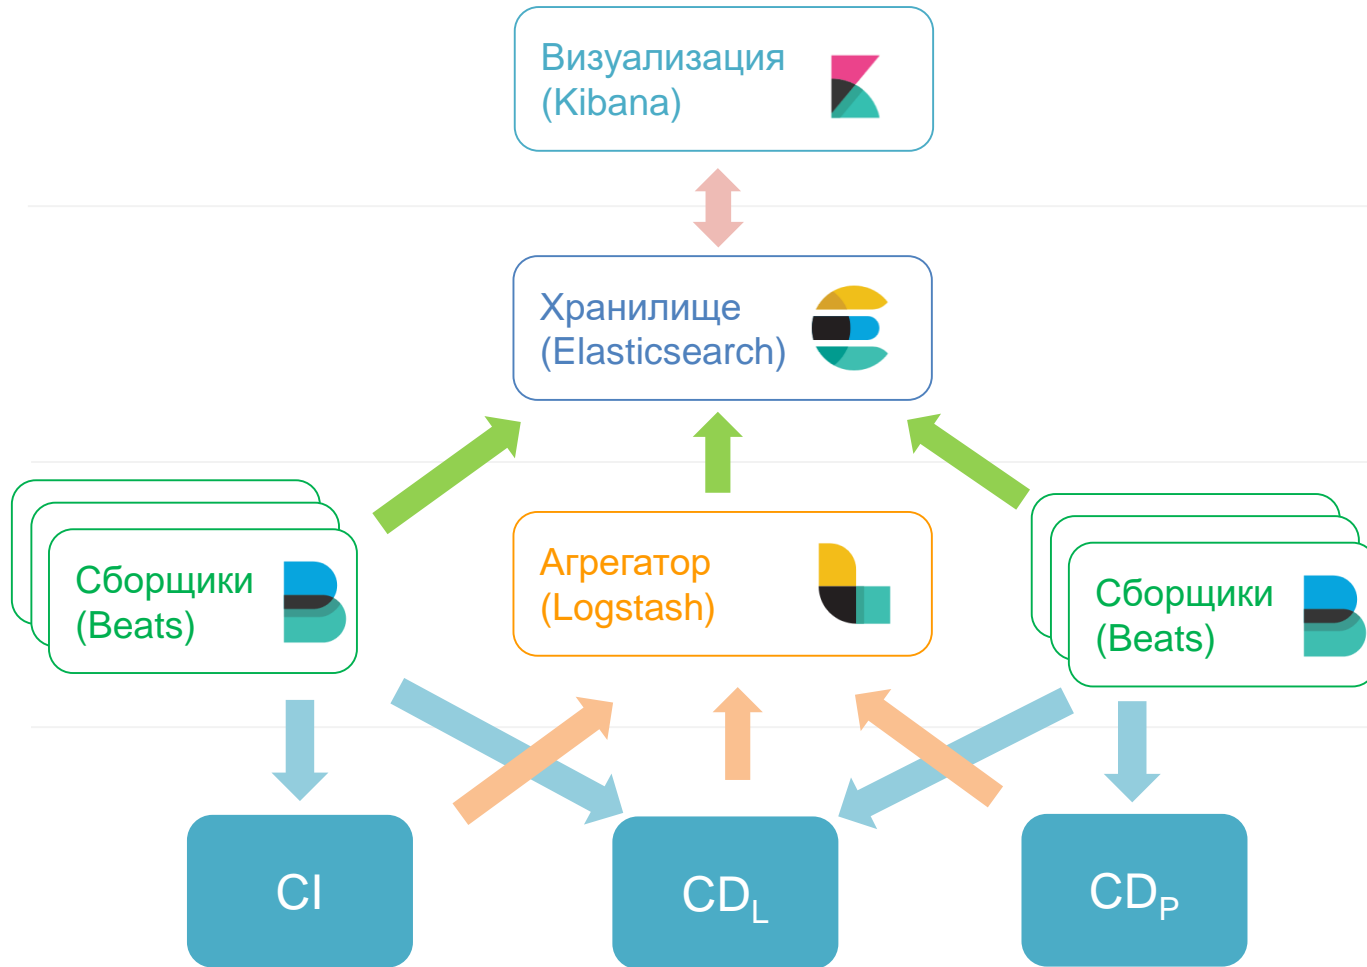 Визуализация
(Kibana)
Хранилище
(Elasticsearch)
Сборщики
(Beats)
Агрегатор
(Logstash)
Сборщики
(Beats)
CI
CDL
CDP